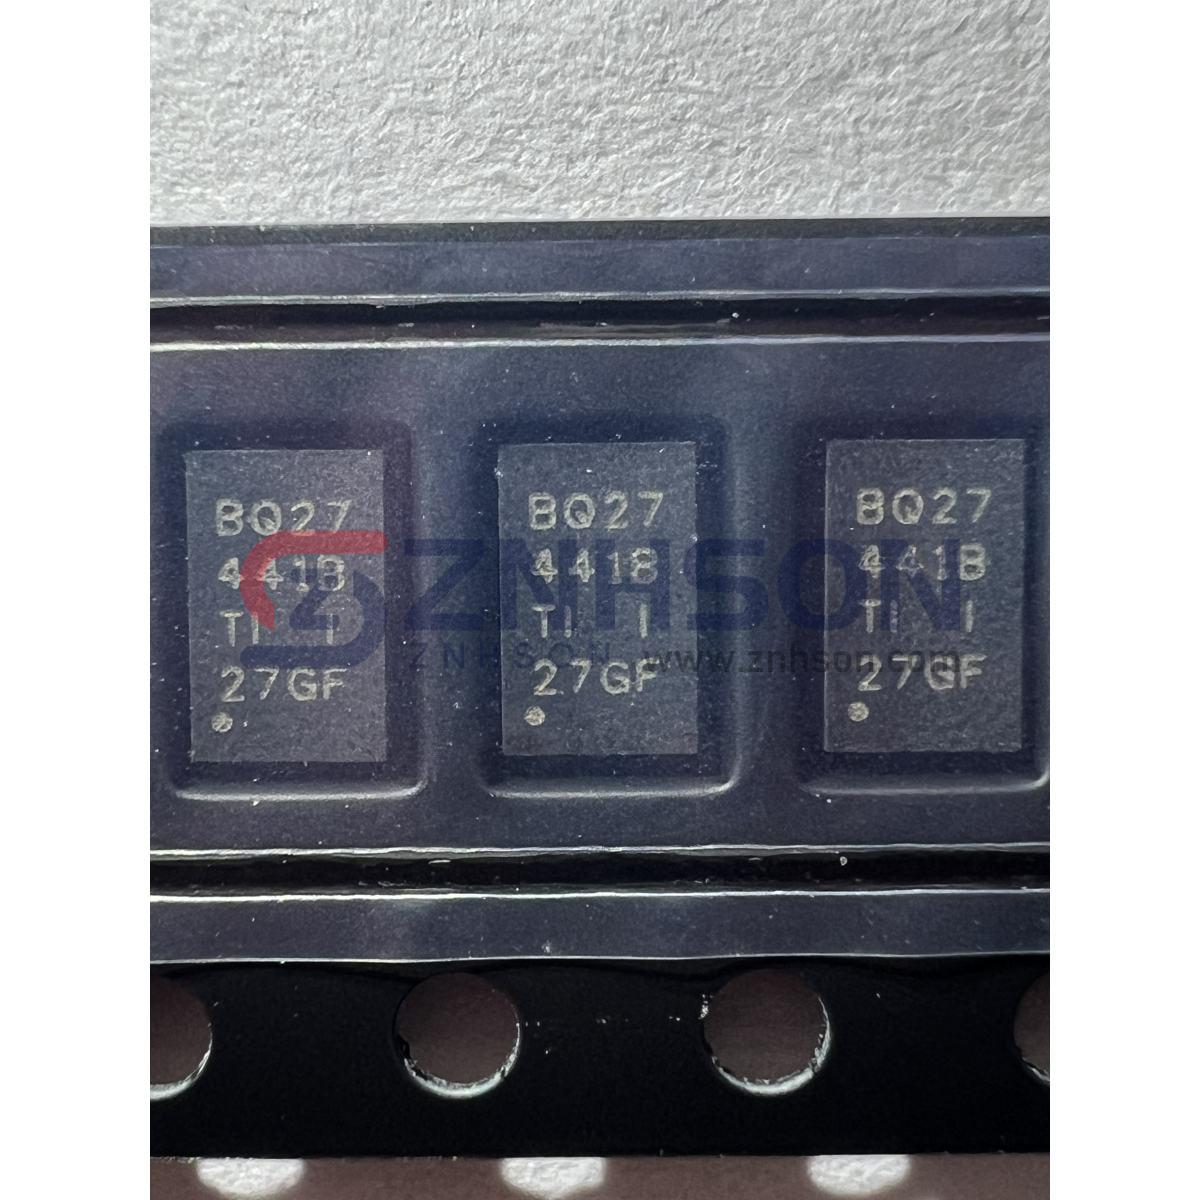 BQ27
441B
TI I
27GF
BQ27
441B
TI I
27GF
BQ27
441B
TI I
27GF
ZNHSON
ZNHSON www.znhson.com